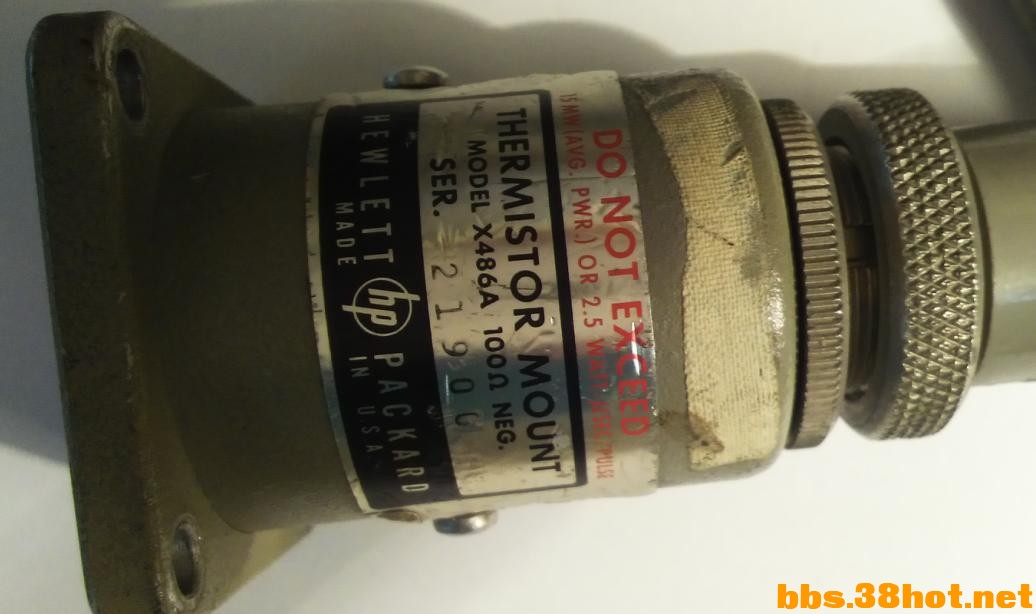 DO NOT EXCEED
15 MW (AVG. PWR.) OR 2.5 WATT
THERMISTOR MOUNT
MODEL X486A 100Ω NEG.
SER. 21900
HEWLETT hp PACKARD
MADE IN U.S.A.
bbs.38hot.net